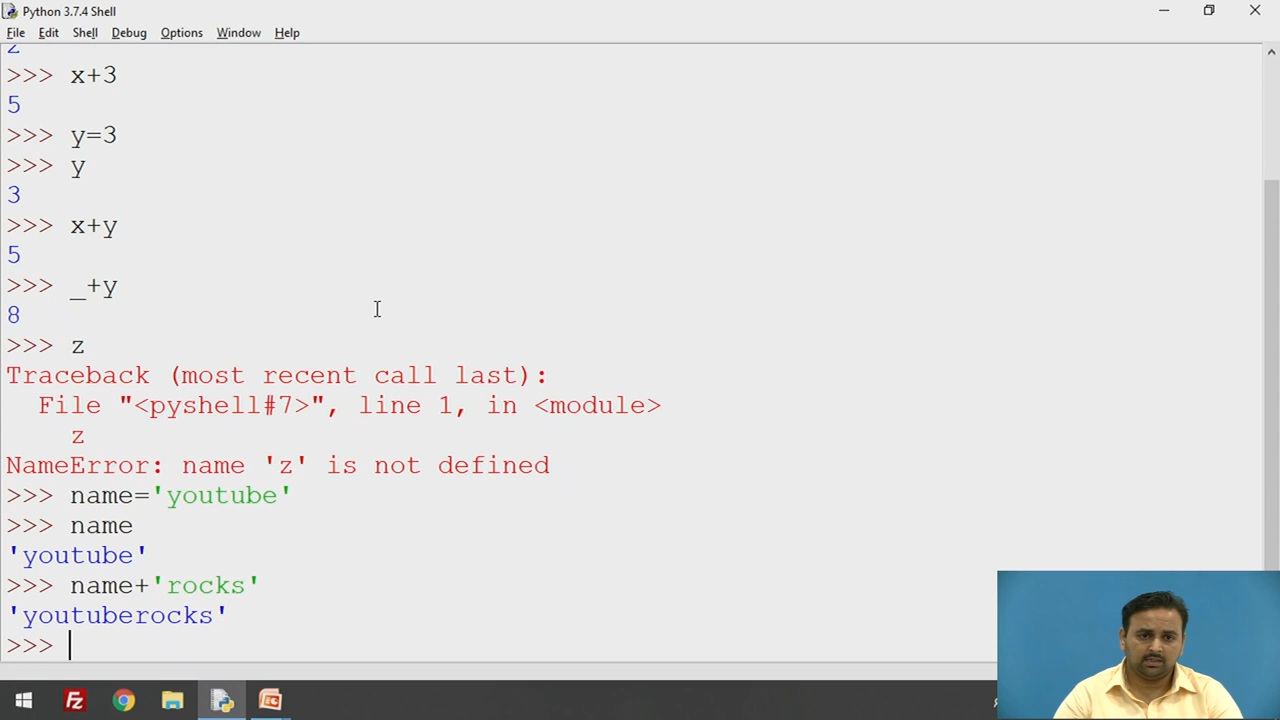 Python 3.7.4 Shell
File Edit Shell Debug Options Window Help
2
>>> x+3
5
>>> y=3
>>> y
3
>>> x+y
5
>>> _+y
8
>>> z
Traceback (most recent call last):
  File "<pyshell#7>", line 1, in <module>
    z
NameError: name 'z' is not defined
>>> name='youtube'
>>> name
'youtube'
>>> name+'rocks'
'youtuberocks'
>>>